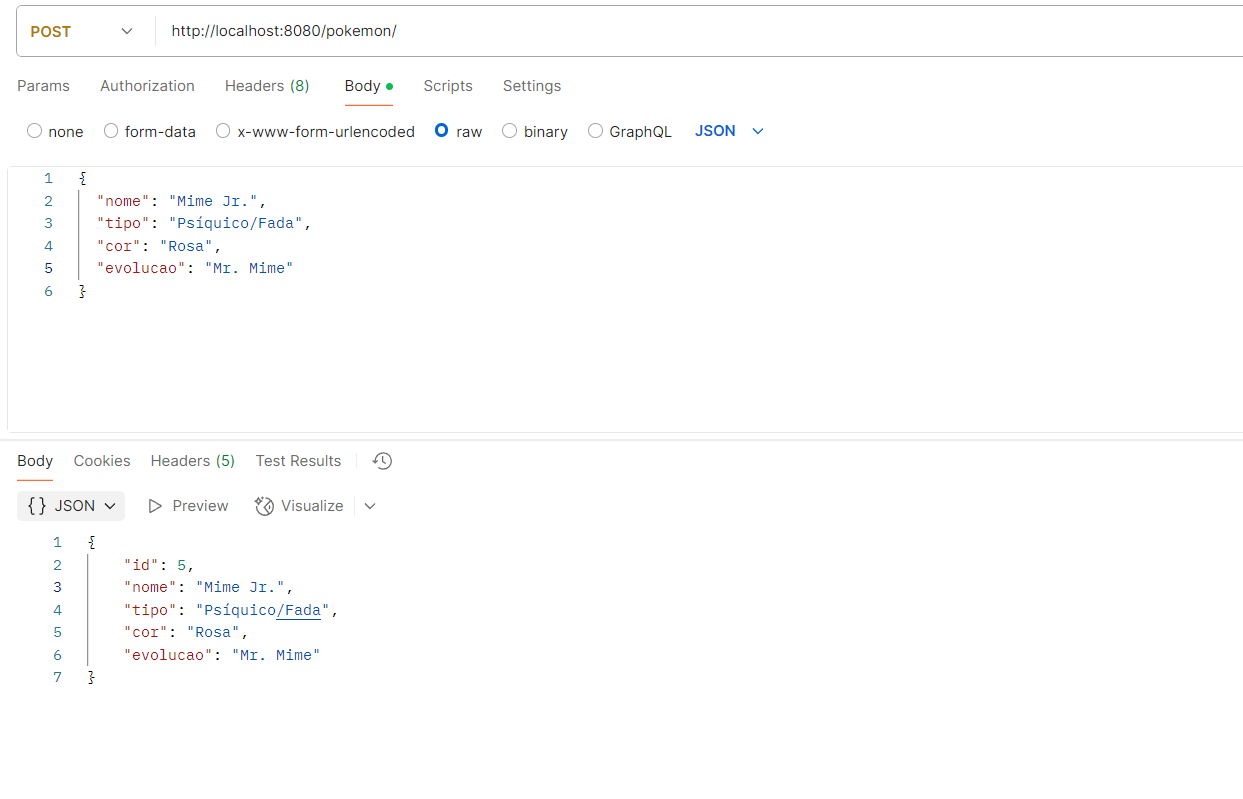 POST http://localhost:8080/pokemon/
Params Authorization Headers (8) Body Scripts Settings
none form-data x-www-form-urlencoded raw binary GraphQL JSON
1 {
2 "nome": "Mime Jr.",
3 "tipo": "Psíquico/Fada",
4 "cor": "Rosa",
5 "evolucao": "Mr. Mime"
6 }
Body Cookies Headers (5) Test Results
{} JSON Preview Visualize
1 {
2 "id": 5,
3 "nome": "Mime Jr.",
4 "tipo": "Psíquico/Fada",
5 "cor": "Rosa",
6 "evolucao": "Mr. Mime"
7 }